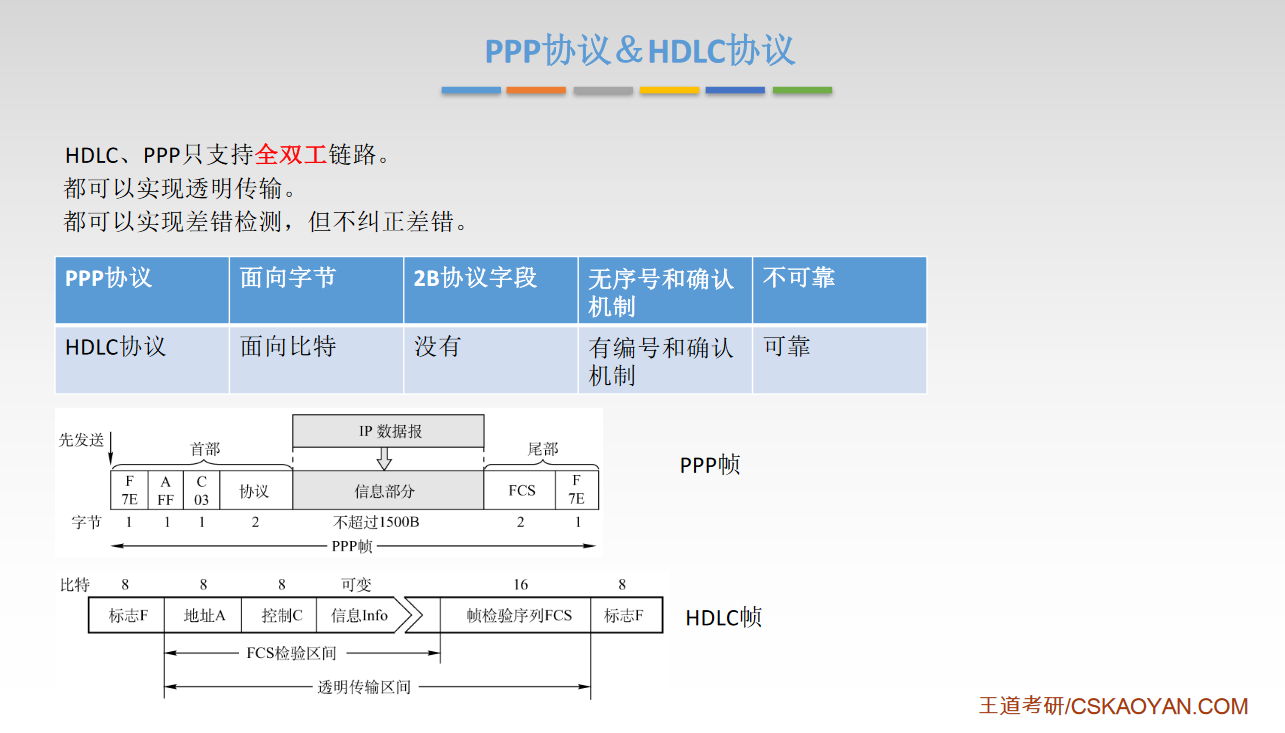 PPP协议＆HDLC协议
HDLC、PPP只支持全双工链路。
都可以实现透明传输。
都可以实现差错检测，但不纠正差错。
PPP协议 面向字节 2B协议字段 无序号和确认机制 不可靠
HDLC协议 面向比特 没有 有编号和确认机制 可靠
IP 数据报
先发送 首部 尾部
F 7E A FF C 03 协议 信息部分 FCS F 7E
字节 1 1 1 2 不超过1500B 2 1
PPP帧
PPP帧
比特 8 8 8 可变 16 8
标志F 地址A 控制C 信息Info 帧检验序列FCS 标志F
HDLC帧
FCS检验区间
透明传输区间
王道考研/CSKAOYAN.COM